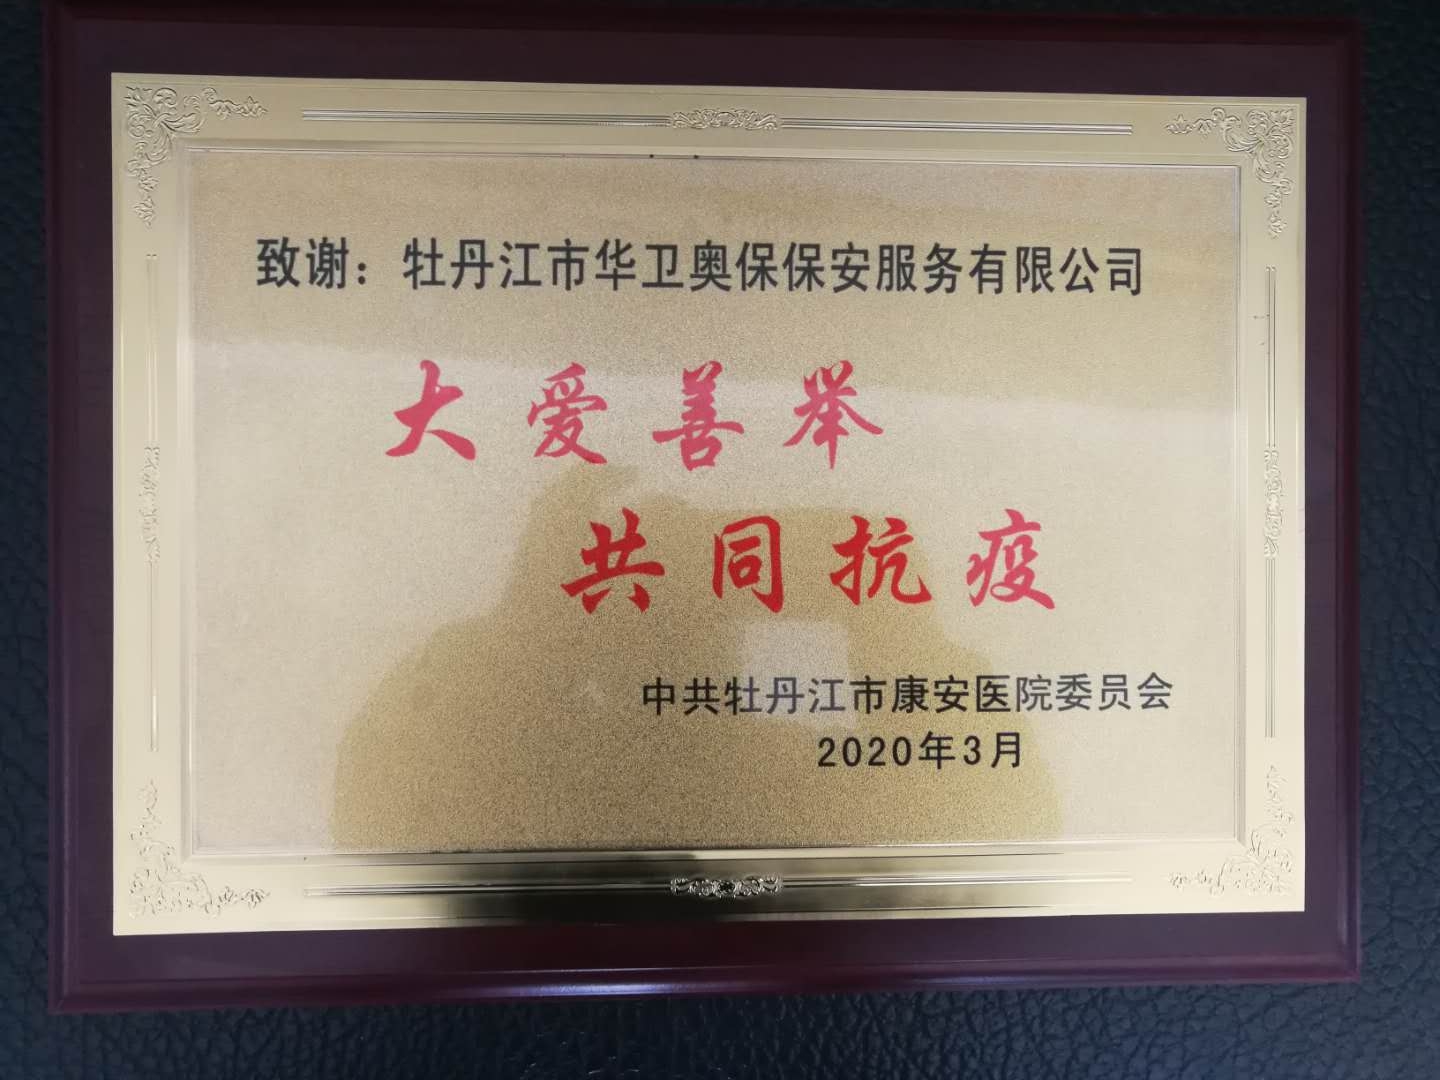 致谢：牡丹江市华卫奥保保安服务有限公司
大爱善举
共同抗疫
中共牡丹江市康安医院委员会
2020年3月